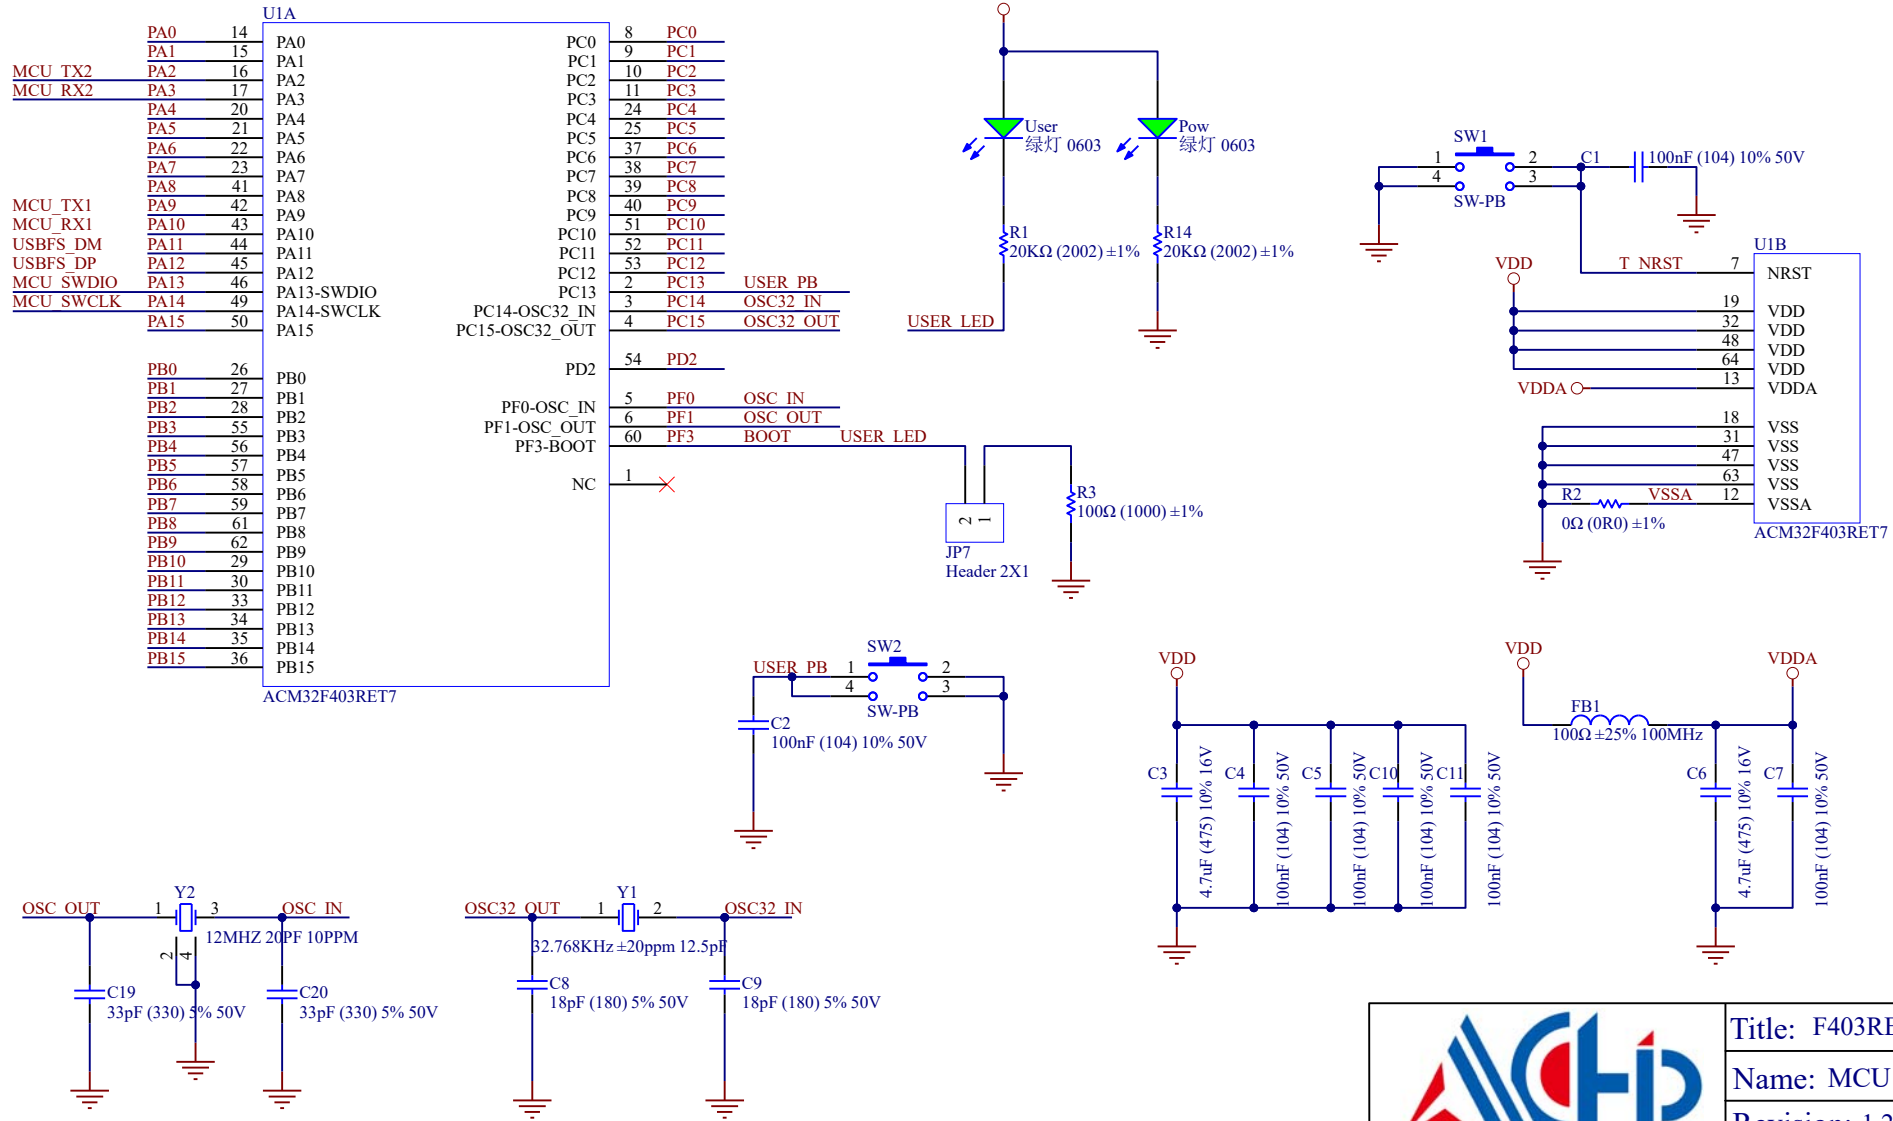 U1A
PA0 14 PA0
PA1 15 PA1
MCU_TX2 PA2 16 PA2
MCU_RX2 PA3 17 PA3
PA4 20 PA4
PA5 21 PA5
PA6 22 PA6
PA7 23 PA7
PA8 41 PA8
MCU_TX1 PA9 42 PA9
MCU_RX1 PA10 43 PA10
USBFS_DM PA11 44 PA11
USBFS_DP PA12 45 PA12
MCU_SWDIO PA13 46 PA13-SWDIO
MCU_SWCLK PA14 49 PA14-SWCLK
PA15 50 PA15
PB0 26 PB0
PB1 27 PB1
PB2 28 PB2
PB3 55 PB3
PB4 56 PB4
PB5 57 PB5
PB6 58 PB6
PB7 59 PB7
PB8 61 PB8
PB9 62 PB9
PB10 29 PB10
PB11 30 PB11
PB12 33 PB12
PB13 34 PB13
PB14 35 PB14
PB15 36 PB15
PC0 8 PC0
PC1 9 PC1
PC2 10 PC2
PC3 11 PC3
PC4 24 PC4
PC5 25 PC5
PC6 37 PC6
PC7 38 PC7
PC8 39 PC8
PC9 40 PC9
PC10 51 PC10
PC11 52 PC11
PC12 53 PC12
PC13 2 PC13 USER_PB
PC14-OSC32_IN 3 PC14 OSC32_IN
PC15-OSC32_OUT 4 PC15 OSC32_OUT
PD2 54 PD2
PF0-OSC_IN 5 PF0 OSC_IN
PF1-OSC_OUT 6 PF1 OSC_OUT
PF3-BOOT 60 PF3 BOOT USER_LED
NC 1
ACM32F403RET7
User
绿灯 0603
Pow
绿灯 0603
R1
20KΩ (2002) ±1%
R14
20KΩ (2002) ±1%
USER_LED
2 1
JP7
Header 2X1
R3
100Ω (1000) ±1%
SW1
1 2
4 3
SW-PB
C1 100nF (104) 10% 50V
U1B
T_NRST 7 NRST
VDD
19 VDD
32 VDD
48 VDD
64 VDD
VDDA 13 VDDA
18 VSS
31 VSS
47 VSS
63 VSS
R2 VSSA 12 VSSA
0Ω (0R0) ±1%
ACM32F403RET7
SW2
USER_PB 1 2
4 3
SW-PB
C2
100nF (104) 10% 50V
VDD
C3 4.7uF (475) 10% 16V
C4 100nF (104) 10% 50V
C5 100nF (104) 10% 50V
C10 100nF (104) 10% 50V
C11 100nF (104) 10% 50V
VDD
VDDA
FB1
100Ω ±25% 100MHz
C6 4.7uF (475) 10% 16V
C7 100nF (104) 10% 50V
Y2
OSC_OUT 1 3 OSC_IN
12MHZ 20PF 10PPM
2 4
C19
33pF (330) 5% 50V
C20
33pF (330) 5% 50V
Y1
OSC32_OUT 1 2 OSC32_IN
32.768KHz ±20ppm 12.5pF
C8
18pF (180) 5% 50V
C9
18pF (180) 5% 50V
Title: F403RE
Name: MCU